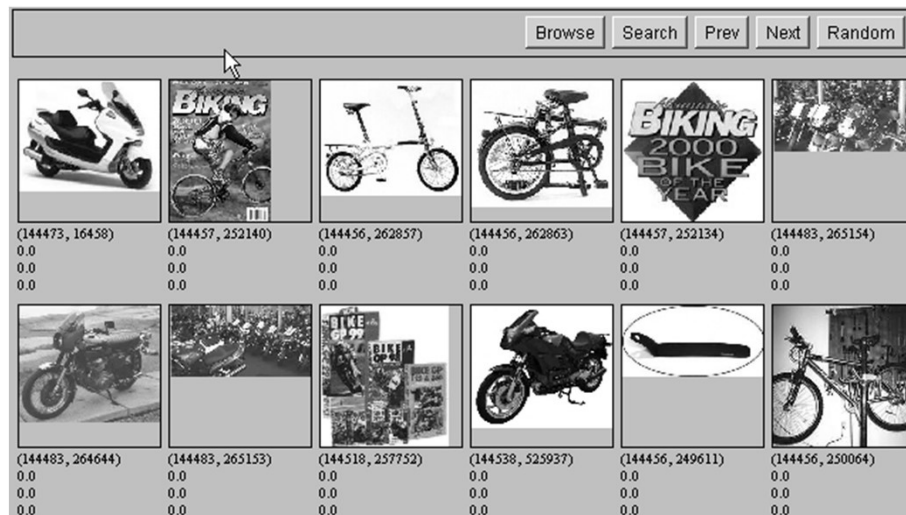 Browse Search Prev Next Random
BIKING
BIKING
2000
BIKE
OF THE
YEAR
(144473, 16458) (144457, 252140) (144456, 262857) (144456, 262863) (144457, 252134) (144483, 265154)
0.0 0.0 0.0 0.0 0.0 0.0
0.0 0.0 0.0 0.0 0.0 0.0
0.0 0.0 0.0 0.0 0.0 0.0
BIKE
GP 99
BIKE
BIKE GP
(144483, 264644) (144483, 265153) (144518, 257752) (144538, 525937) (144456, 249611) (144456, 250064)
0.0 0.0 0.0 0.0 0.0 0.0
0.0 0.0 0.0 0.0 0.0 0.0
0.0 0.0 0.0 0.0 0.0 0.0